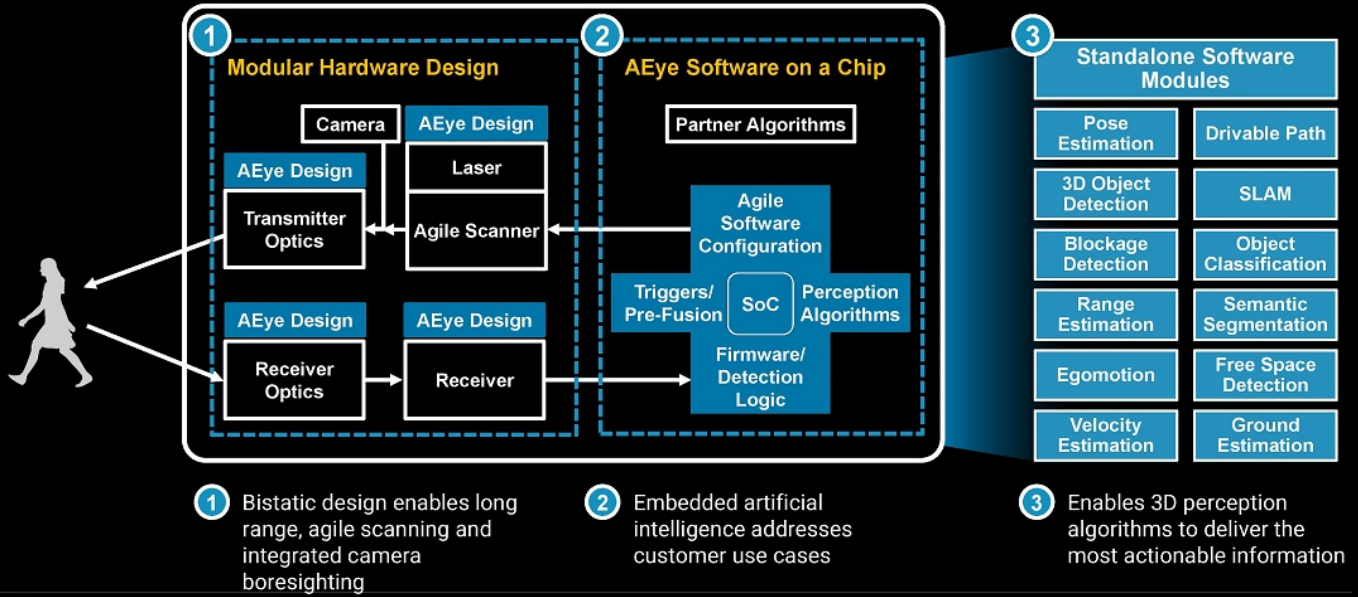 1
Modular Hardware Design
Camera
AEye Design
Laser
Agile Scanner
AEye Design
Transmitter
Optics
AEye Design
Receiver
Optics
AEye Design
Receiver
2
AEye Software on a Chip
Partner Algorithms
Agile
Software
Configuration
Triggers/
Pre-Fusion
SoC
Perception
Algorithms
Firmware/
Detection
Logic
3
Standalone Software
Modules
Pose
Estimation
Drivable Path
3D Object
Detection
SLAM
Blockage
Detection
Object
Classification
Range
Estimation
Semantic
Segmentation
Egomotion
Free Space
Detection
Velocity
Estimation
Ground
Estimation
1 Bistatic design enables long
range, agile scanning and
integrated camera
boresighting
2 Embedded artificial
intelligence addresses
customer use cases
3 Enables 3D perception
algorithms to deliver the
most actionable information